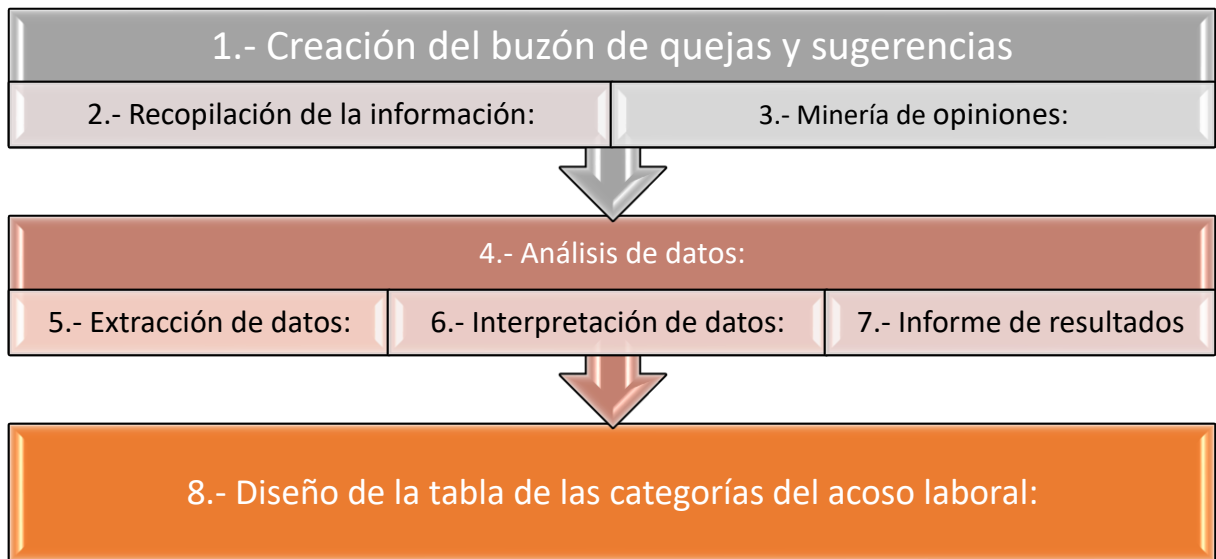 1.- Creación del buzón de quejas y sugerencias
2.- Recopilación de la información:
3.- Minería de opiniones:
4.- Análisis de datos:
5.- Extracción de datos:
6.- Interpretación de datos:
7.- Informe de resultados
8.- Diseño de la tabla de las categorías del acoso laboral: